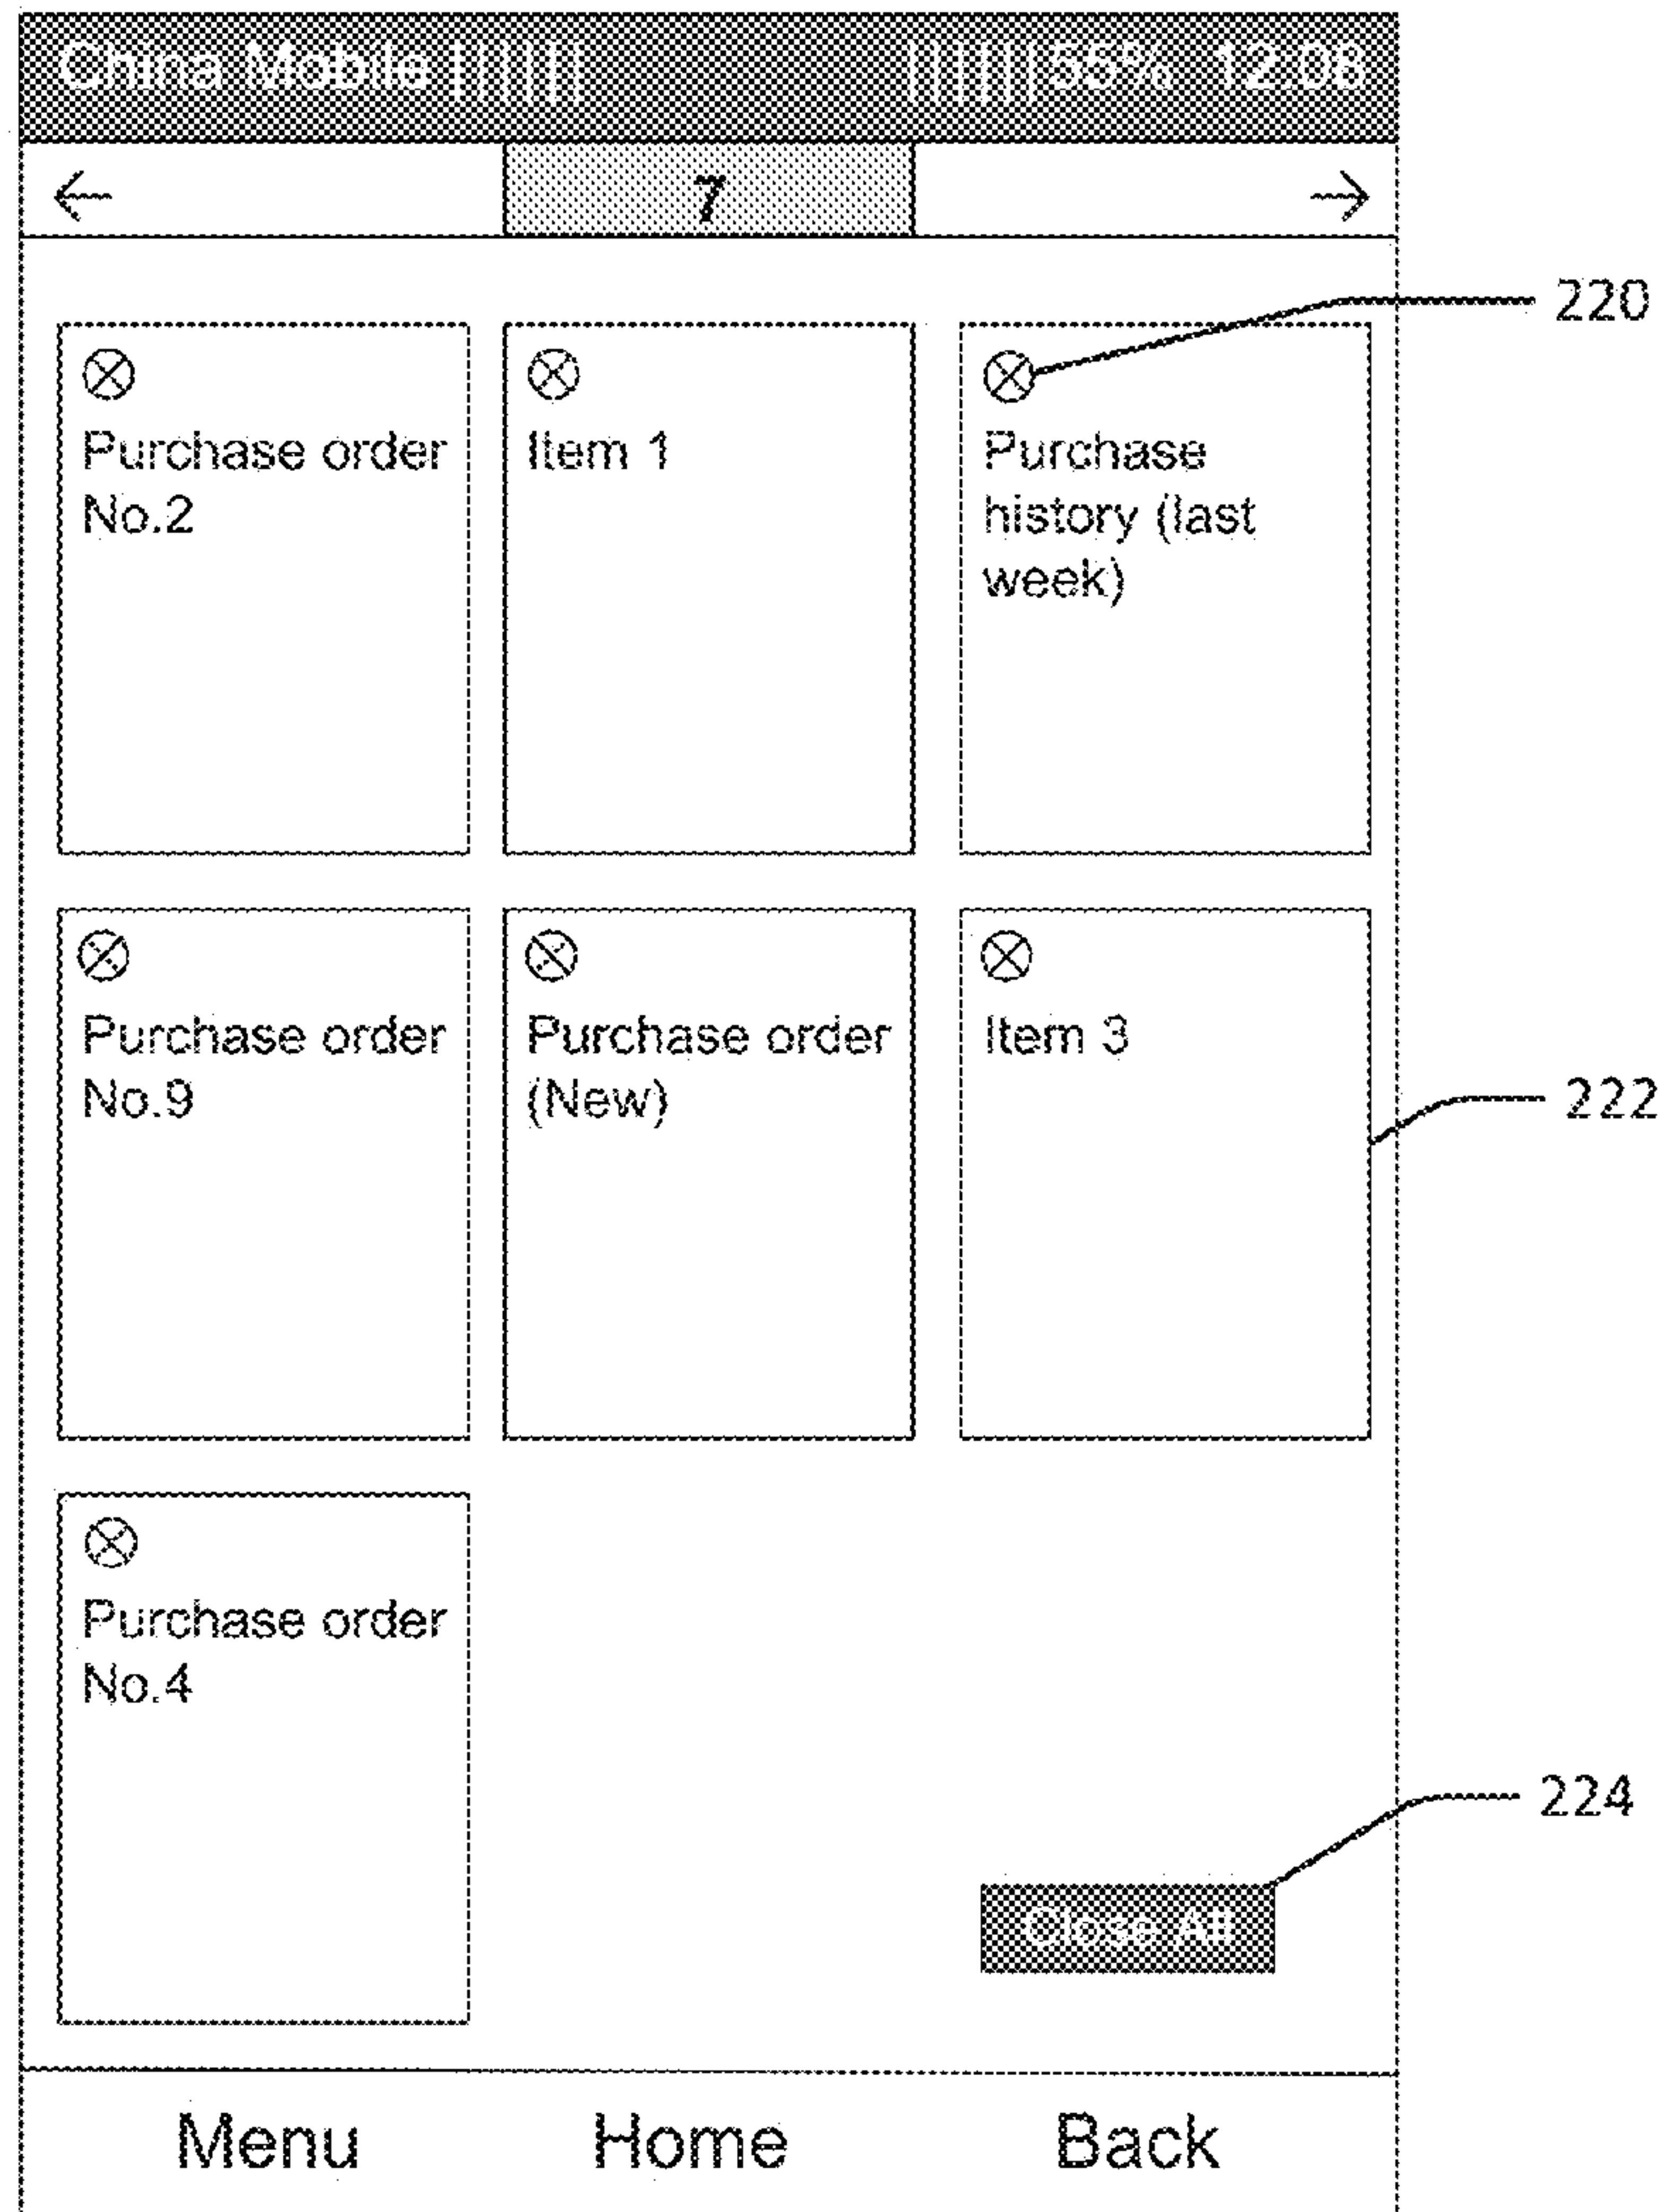 China Mobile |||||| ||||||55% 12:08
← 7 →
220
Purchase order
No.2
Item 1
Purchase
history (last
week)
Purchase order
No.9
Purchase order
(New)
Item 3
222
Purchase order
No.4
224
Close All
Menu Home Back